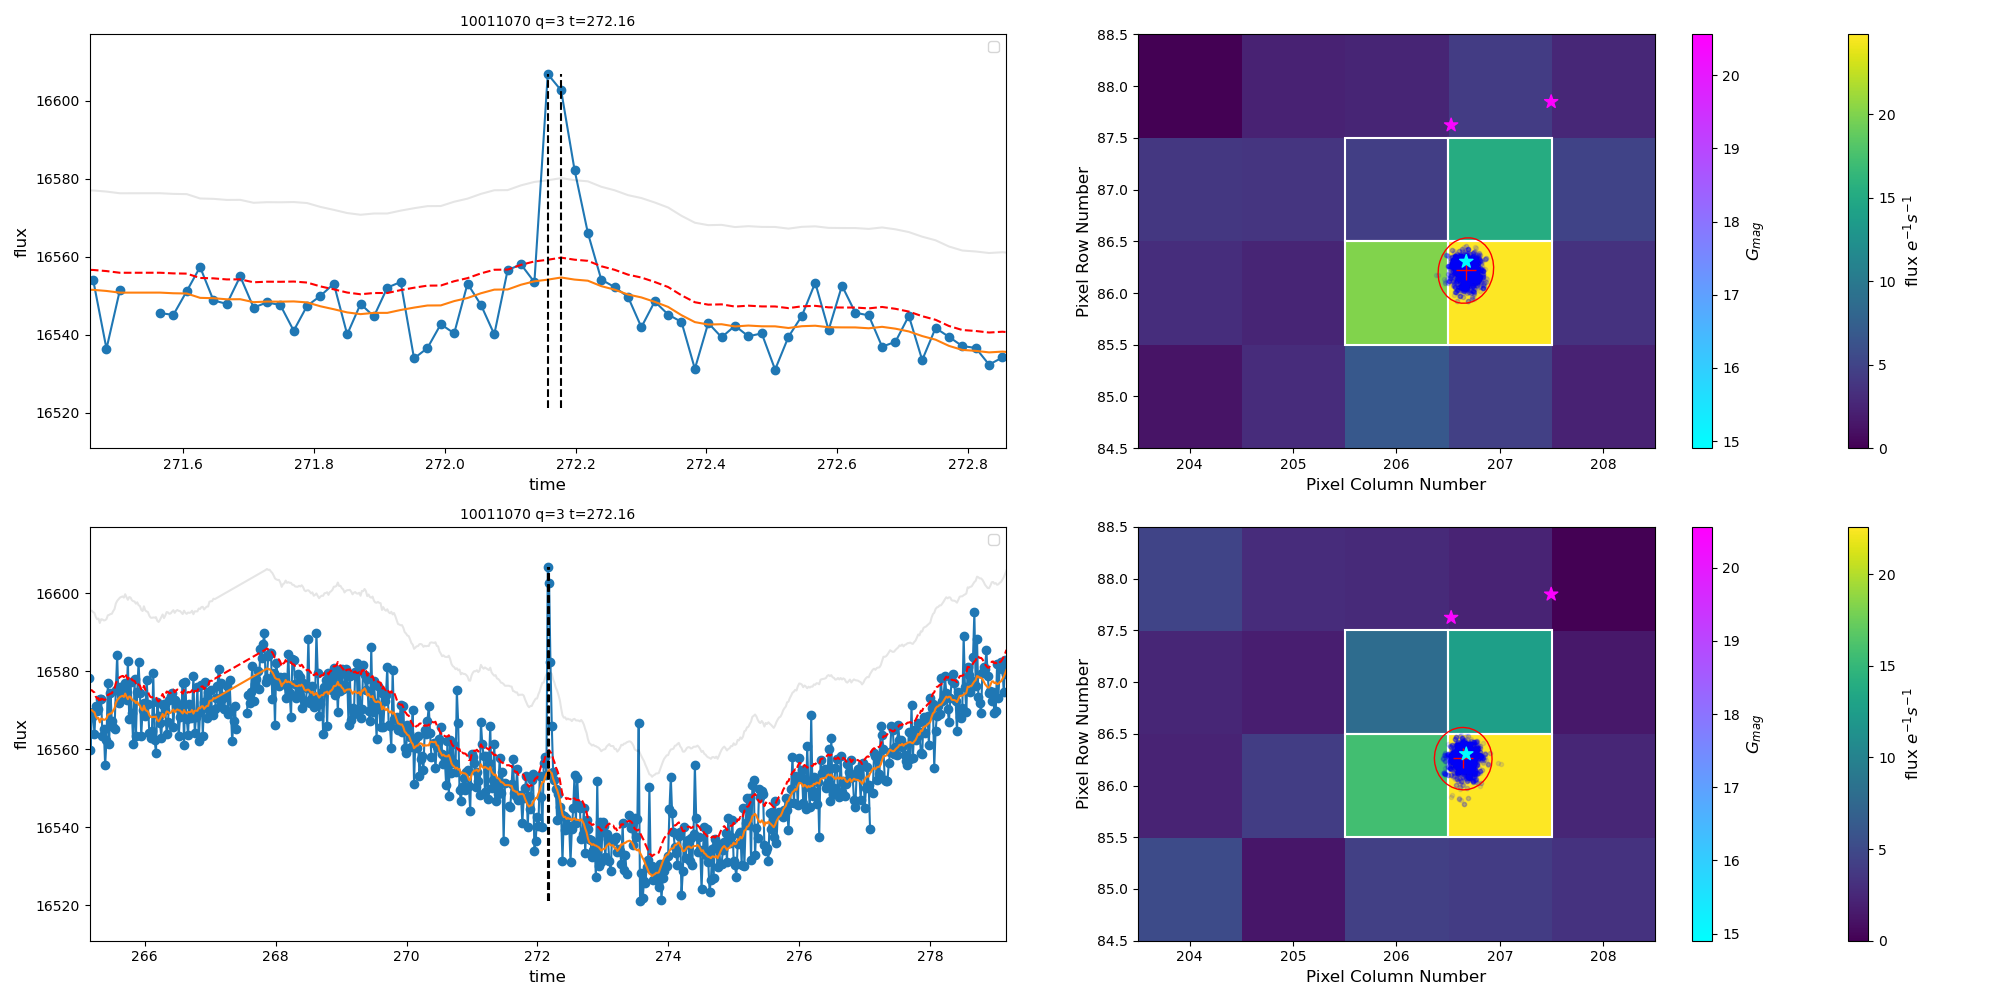 10011070 q=3 t=272.16
flux
16600
16580
16560
16540
16520
271.6 271.8 272.0 272.2 272.4 272.6 272.8
time
Pixel Row Number
88.5
88.0
87.5
87.0
86.5
86.0
85.5
85.0
84.5
204 205 206 207 208
Pixel Column Number
20
19
18
17
16
15
G_mag
20
15
10
5
0
flux e⁻¹s⁻¹
10011070 q=3 t=272.16
flux
16600
16580
16560
16540
16520
266 268 270 272 274 276 278
time
Pixel Row Number
88.5
88.0
87.5
87.0
86.5
86.0
85.5
85.0
84.5
204 205 206 207 208
Pixel Column Number
20
19
18
17
16
15
G_mag
20
15
10
5
0
flux e⁻¹s⁻¹